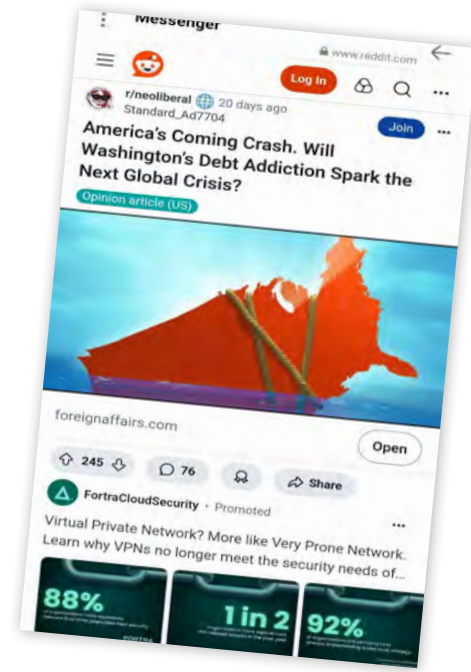 Messenger
www.reddit.com
Log In
r/neoliberal 20 days ago
Standard_Ad7704
Join
America's Coming Crash. Will
Washington's Debt Addiction Spark the
Next Global Crisis?
Opinion article (US)
foreignaffairs.com
Open
245
76
Share
FortraCloudSecurity · Promoted
Virtual Private Network? More like Very Prone Network.
Learn why VPNs no longer meet the security needs of...
88%
1 in 2
92%
FORTRA